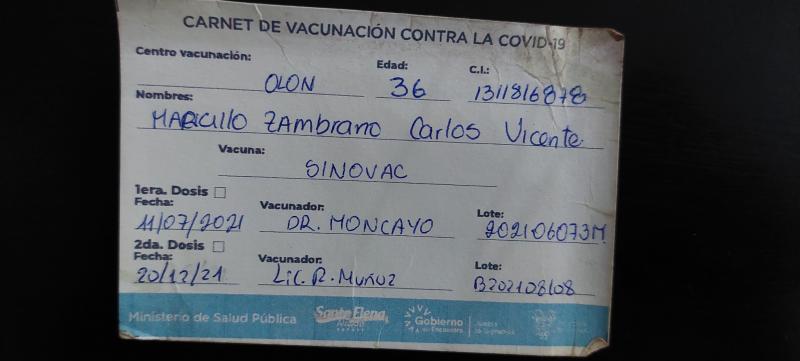 CARNET DE VACUNACIÓN CONTRA LA COVID-19
Centro vacunación: OLON Edad: 36 C.I.: 1311816878
Nombres: MARCILLO ZAMBRANO Carlos Vicente
Vacuna: SINOVAC
1era. Dosis
Fecha: 11/07/2021 Vacunador: DR. MONCAYO Lote: 202106073M
2da. Dosis
Fecha: 20/12/21 Vacunador: Lic. R. Muñoz Lote: B202108108
Ministerio de Salud Pública Santa Elena Gobierno del Encuentro